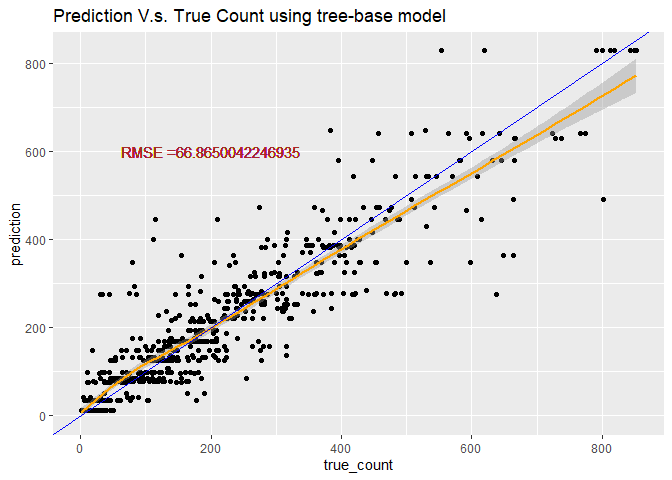 Prediction V.s. True Count using tree-base model
800
600
400
200
0
prediction
RMSE =66.8650042246935
0 200 400 600 800
true_count